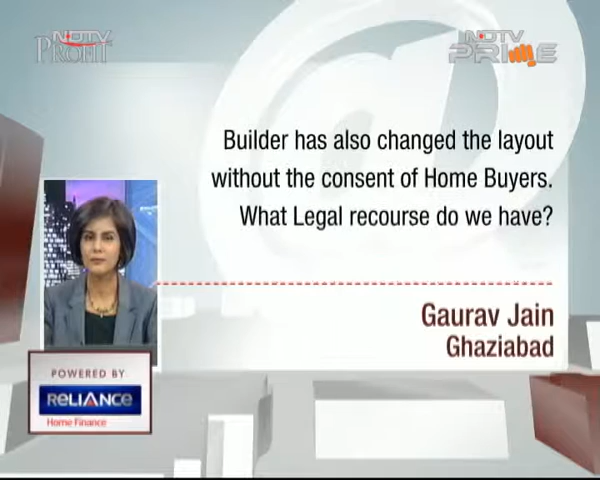 NDTV
PROFIT
NDTV
PRIME
Builder has also changed the layout
without the consent of Home Buyers.
What Legal recourse do we have?
Gaurav Jain
Ghaziabad
POWERED BY
RELIANCE
Home Finance